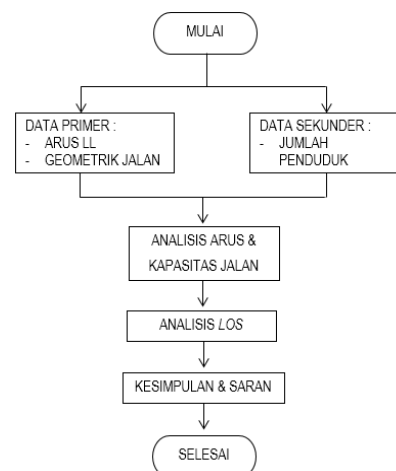 MULAI
DATA PRIMER :
- ARUS LL
- GEOMETRIK JALAN
DATA SEKUNDER :
- JUMLAH
PENDUDUK
ANALISIS ARUS &
KAPASITAS JALAN
ANALISIS LOS
KESIMPULAN & SARAN
SELESAI